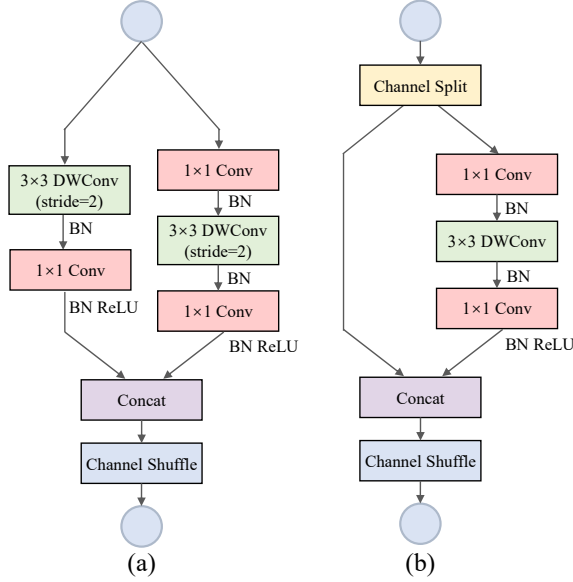 3×3 DWConv
(stride=2)
BN
1×1 Conv
BN ReLU
1×1 Conv
BN
3×3 DWConv
(stride=2)
BN
1×1 Conv
BN ReLU
Concat
Channel Shuffle
(a)
Channel Split
1×1 Conv
BN
3×3 DWConv
BN
1×1 Conv
BN ReLU
Concat
Channel Shuffle
(b)